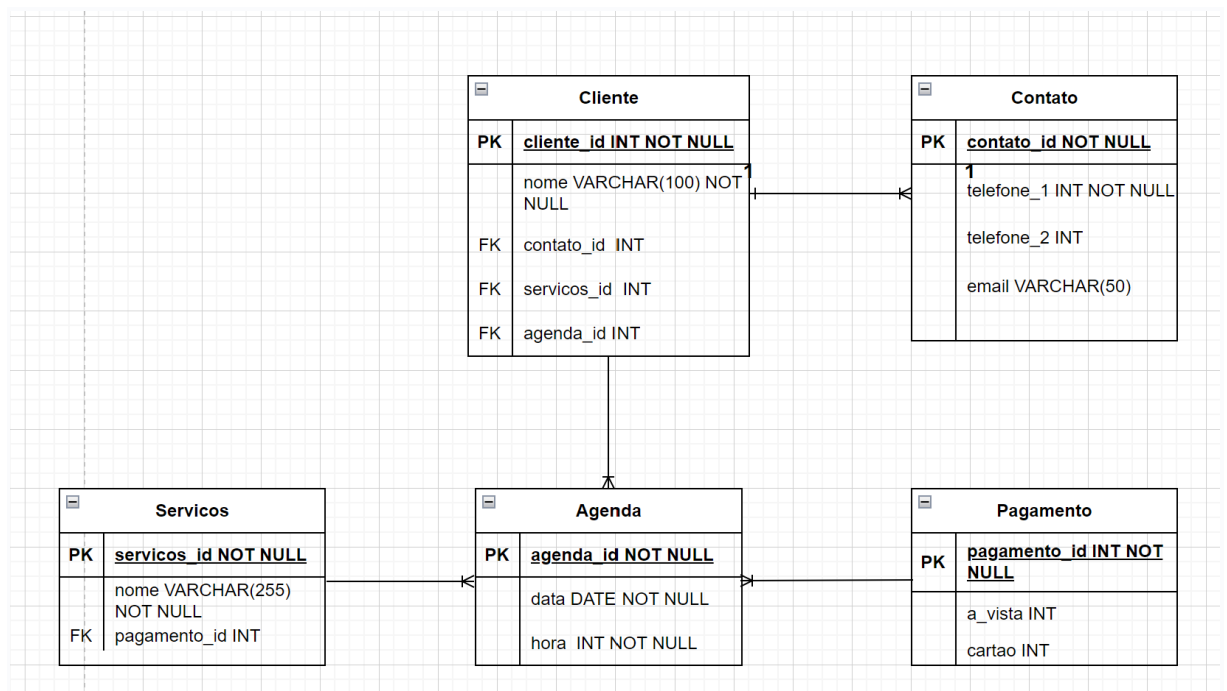 Cliente
PK cliente_id INT NOT NULL
nome VARCHAR(100) NOT
NULL
FK contato_id INT
FK servicos_id INT
FK agenda_id INT
1
Contato
PK contato_id NOT NULL
1
telefone_1 INT NOT NULL
telefone_2 INT
email VARCHAR(50)
Servicos
PK servicos_id NOT NULL
nome VARCHAR(255)
NOT NULL
FK pagamento_id INT
Agenda
PK agenda_id NOT NULL
data DATE NOT NULL
hora INT NOT NULL
Pagamento
PK pagamento_id INT NOT
NULL
a_vista INT
cartao INT